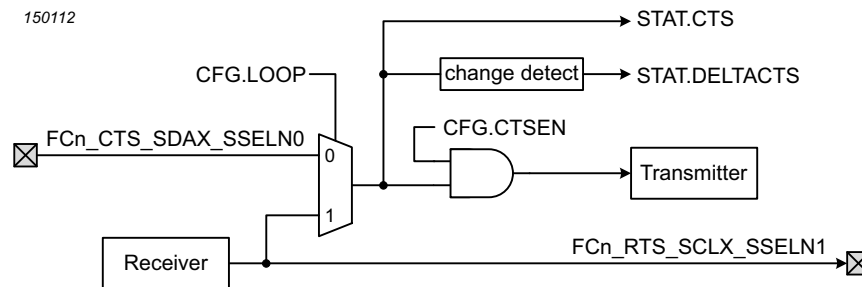 150112
STAT.CTS
CFG.LOOP
change detect
STAT.DELTACTS
FCn_CTS_SDAX_SSELN0
CFG.CTSEN
0
Transmitter
1
FCn_RTS_SCLX_SSELN1
Receiver